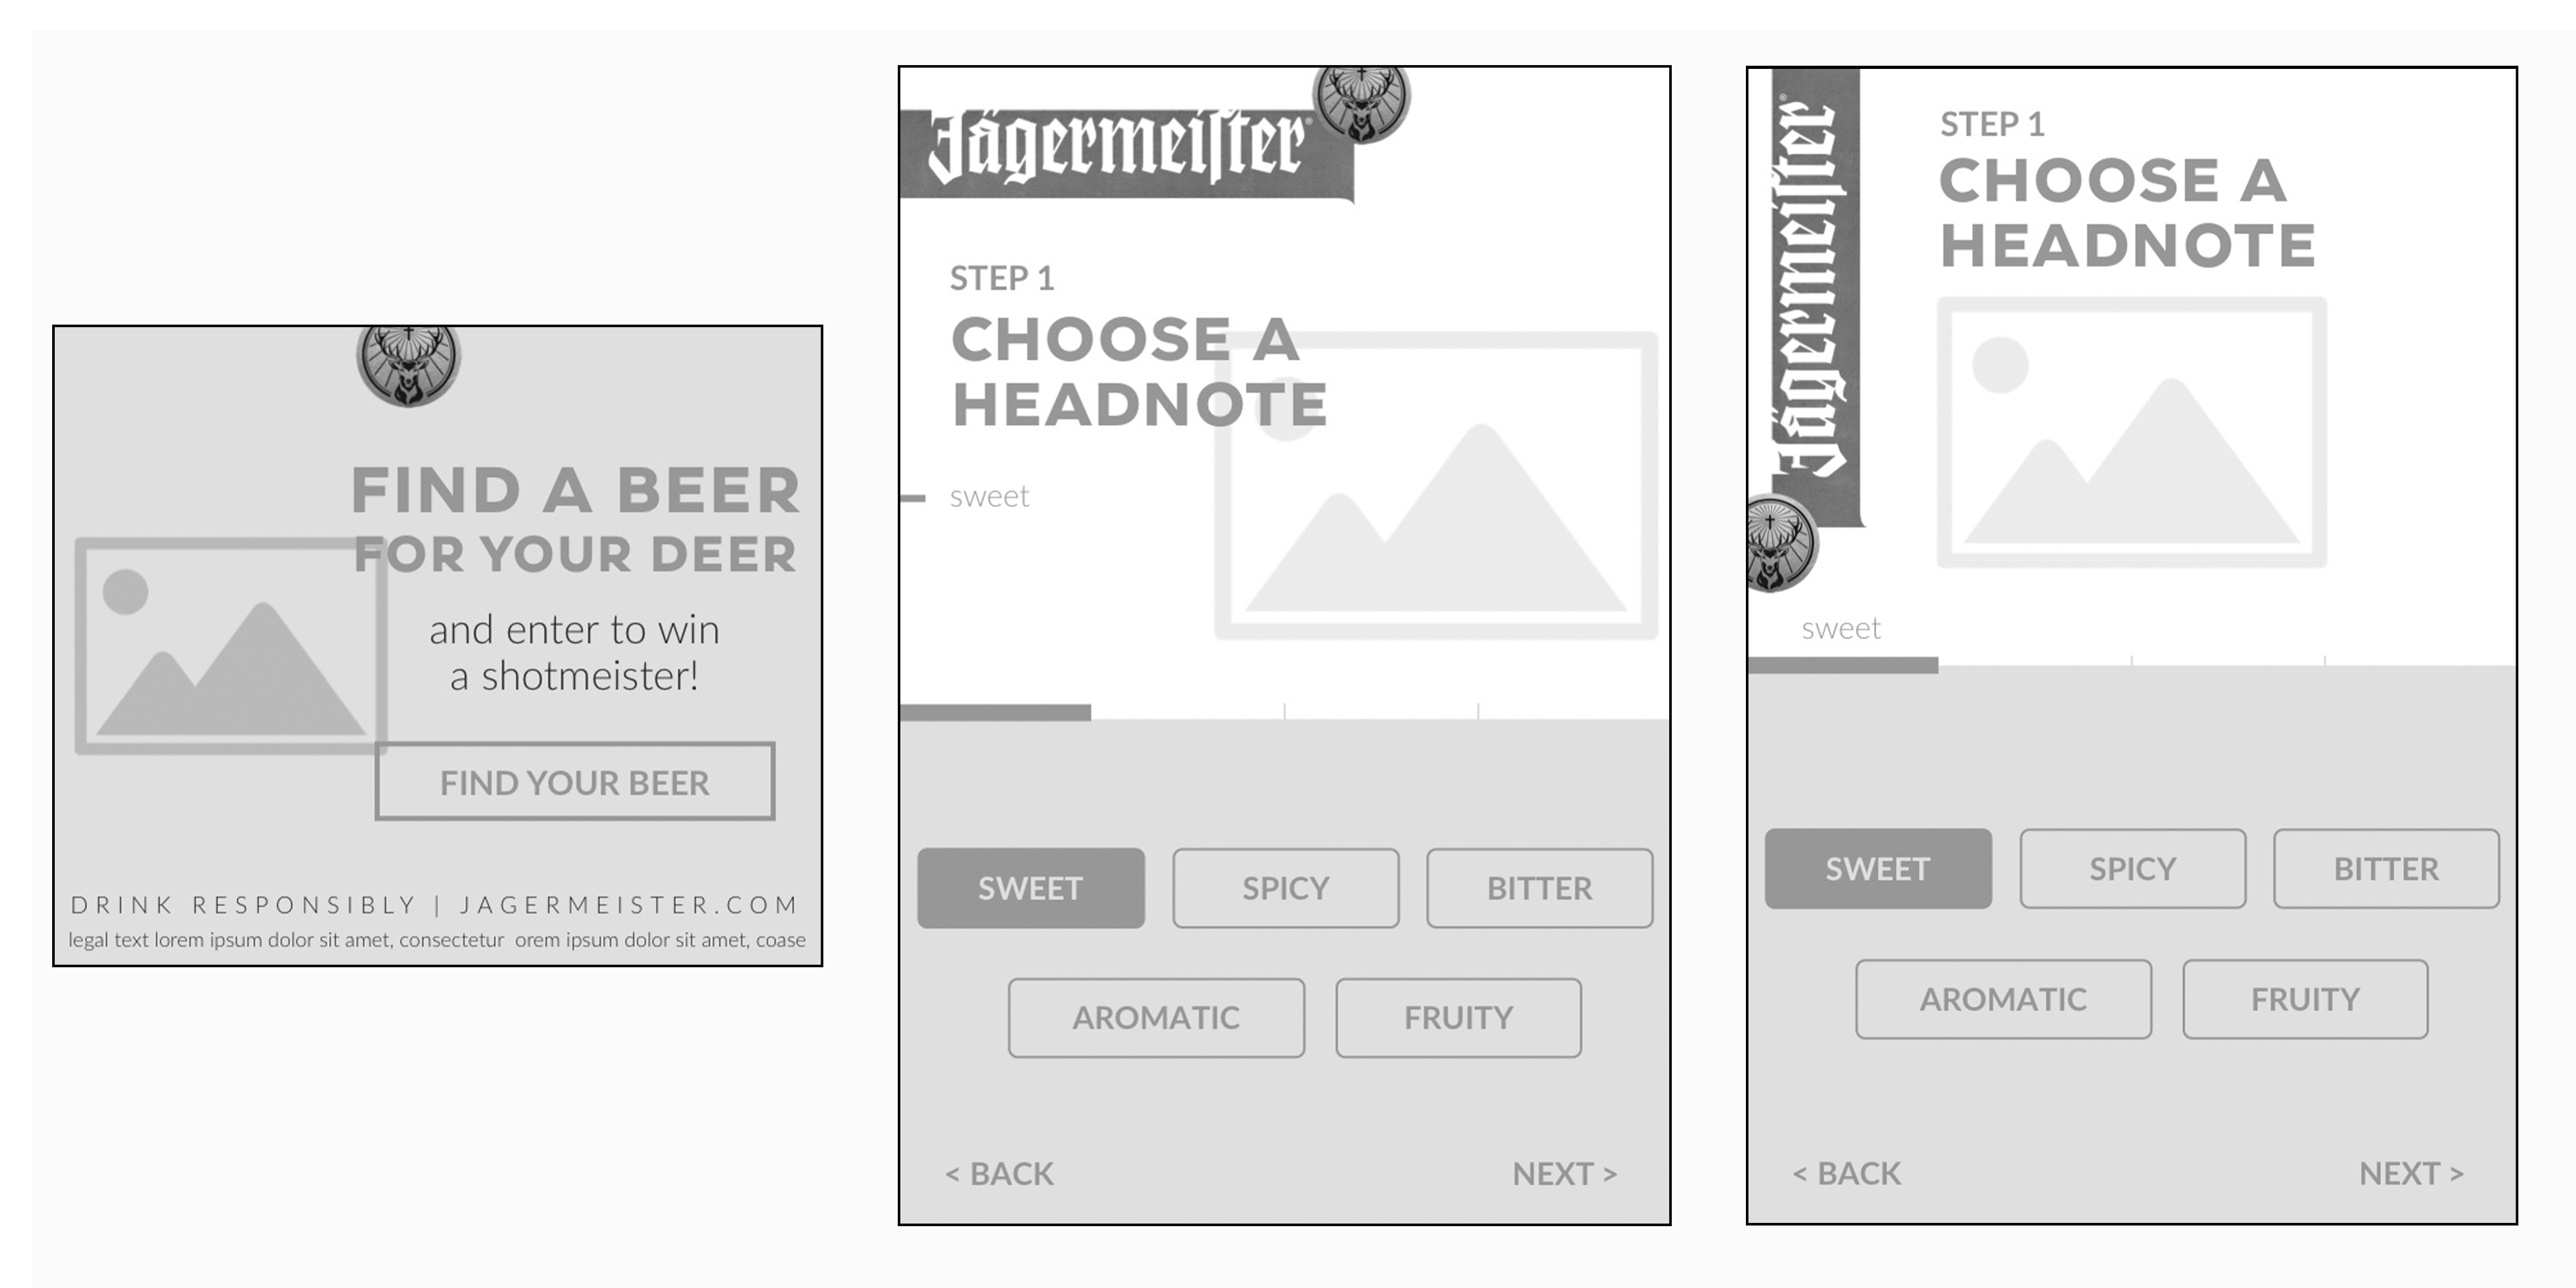 FIND A BEER
FOR YOUR DEER
and enter to win
a shotmeister!
FIND YOUR BEER
DRINK RESPONSIBLY | JAGERMEISTER.COM
legal text lorem ipsum dolor sit amet, consectetur orem ipsum dolor sit amet, coase
Jägermeiſter®
STEP 1
CHOOSE A
HEADNOTE
sweet
SWEET
SPICY
BITTER
AROMATIC
FRUITY
< BACK
NEXT >
Jägermeiſter®
STEP 1
CHOOSE A
HEADNOTE
sweet
SWEET
SPICY
BITTER
AROMATIC
FRUITY
< BACK
NEXT >